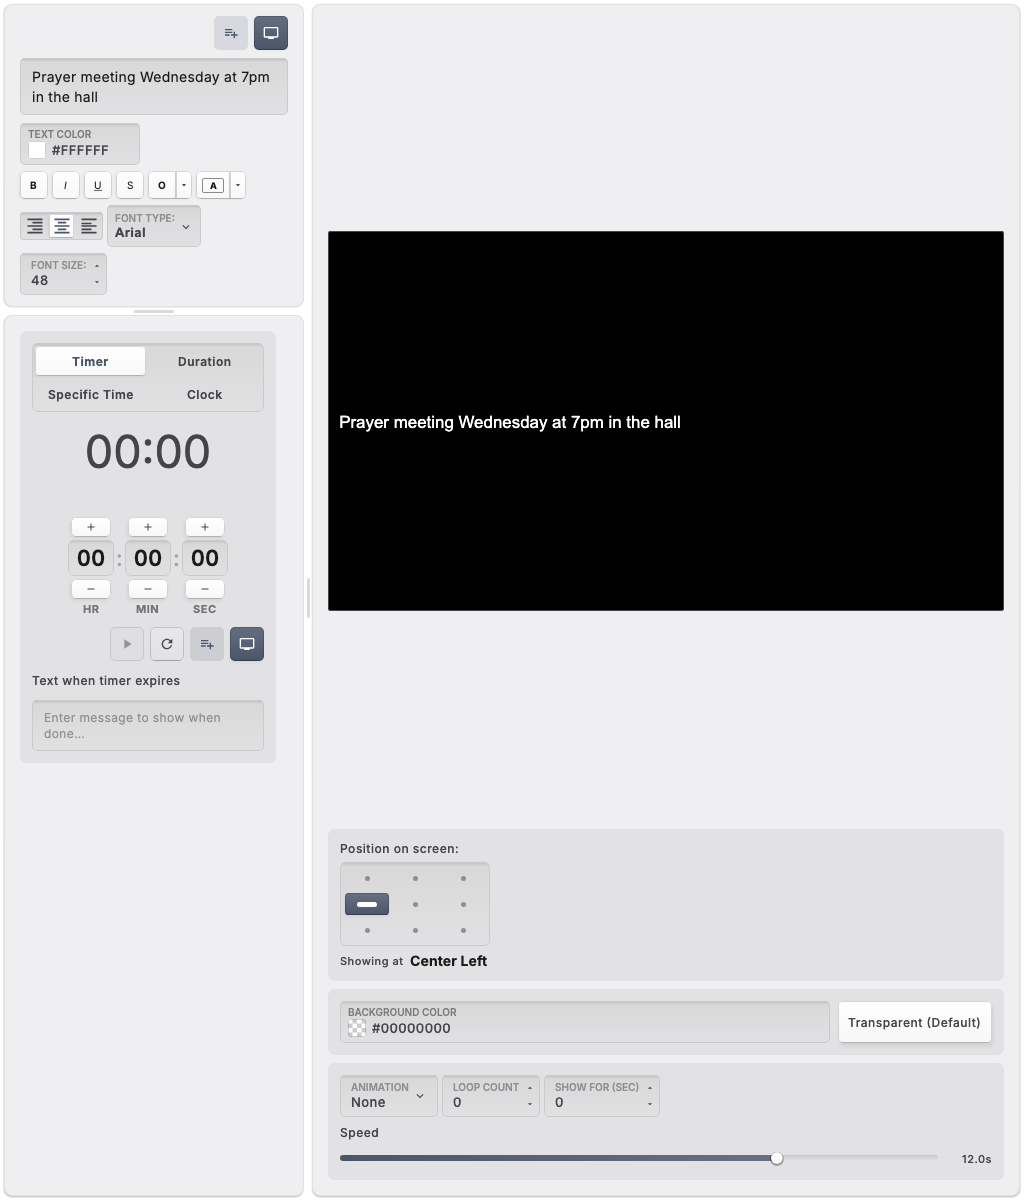 Prayer meeting Wednesday at 7pm
in the hall
TEXT COLOR
#FFFFFF
B I U S O A
FONT TYPE:
Arial
FONT SIZE:
48
Timer Duration
Specific Time Clock
00:00
+ + +
00 : 00 : 00
− − −
HR MIN SEC
Text when timer expires
Enter message to show when
done...
Prayer meeting Wednesday at 7pm in the hall
Position on screen:
Showing at Center Left
BACKGROUND COLOR
#00000000
Transparent (Default)
ANIMATION LOOP COUNT SHOW FOR (SEC)
None 0 0
Speed
12.0s